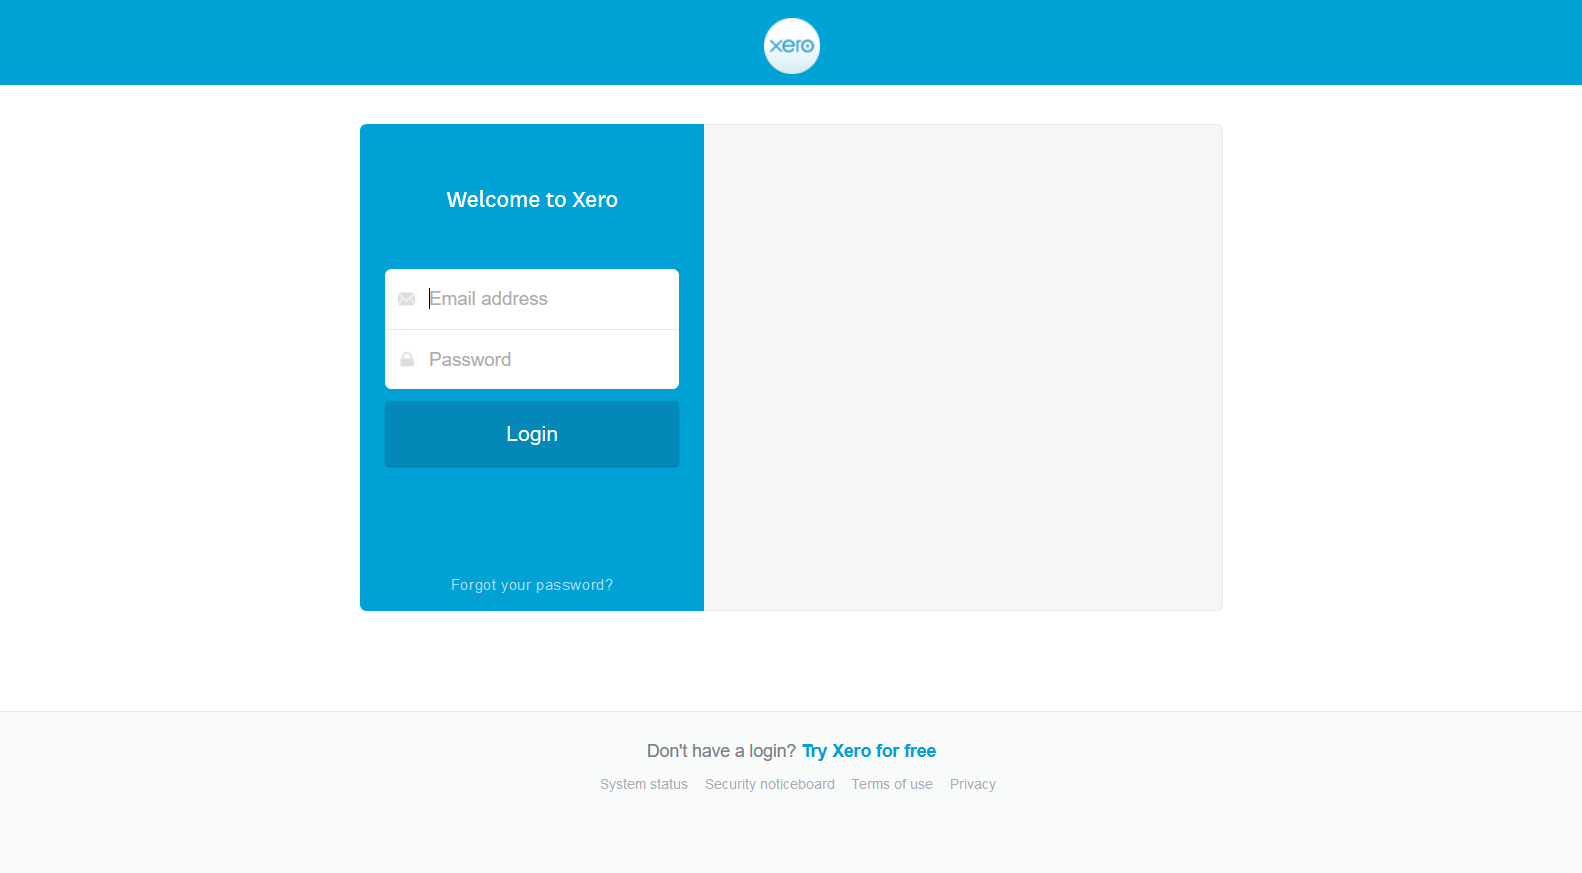 xero
Welcome to Xero
Email address
Password
Login
Forgot your password?
Don't have a login? Try Xero for free
System status Security noticeboard Terms of use Privacy